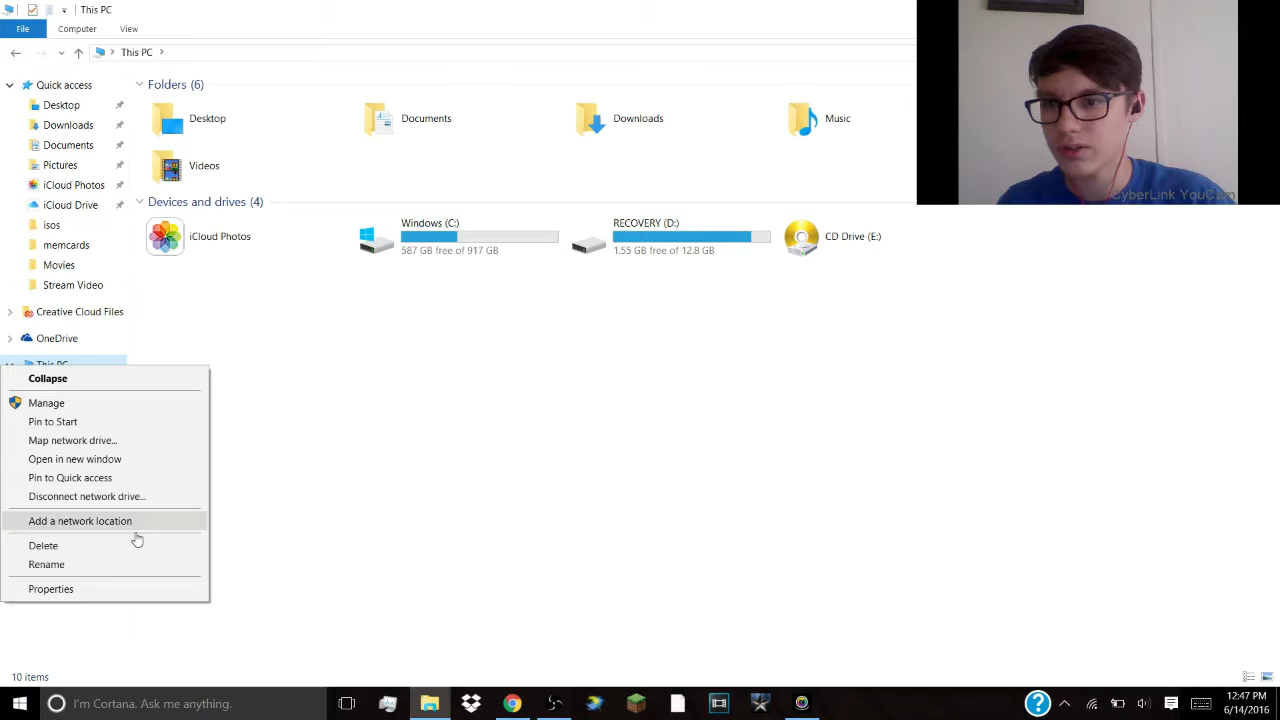 This PC
File
Computer
View
This PC
Quick access
Desktop
Downloads
Documents
Pictures
iCloud Photos
iCloud Drive
isos
memcards
Movies
Stream Video
Creative Cloud Files
OneDrive
This PC
Folders (6)
Desktop
Documents
Downloads
Music
Videos
Devices and drives (4)
iCloud Photos
Windows (C:)
587 GB free of 917 GB
RECOVERY (D:)
1.55 GB free of 12.8 GB
CD Drive (E:)
CyberLink YouCam
Collapse
Manage
Pin to Start
Map network drive...
Open in new window
Pin to Quick access
Disconnect network drive...
Add a network location
Delete
Rename
Properties
10 items
I'm Cortana. Ask me anything.
12:47 PM
6/14/2016